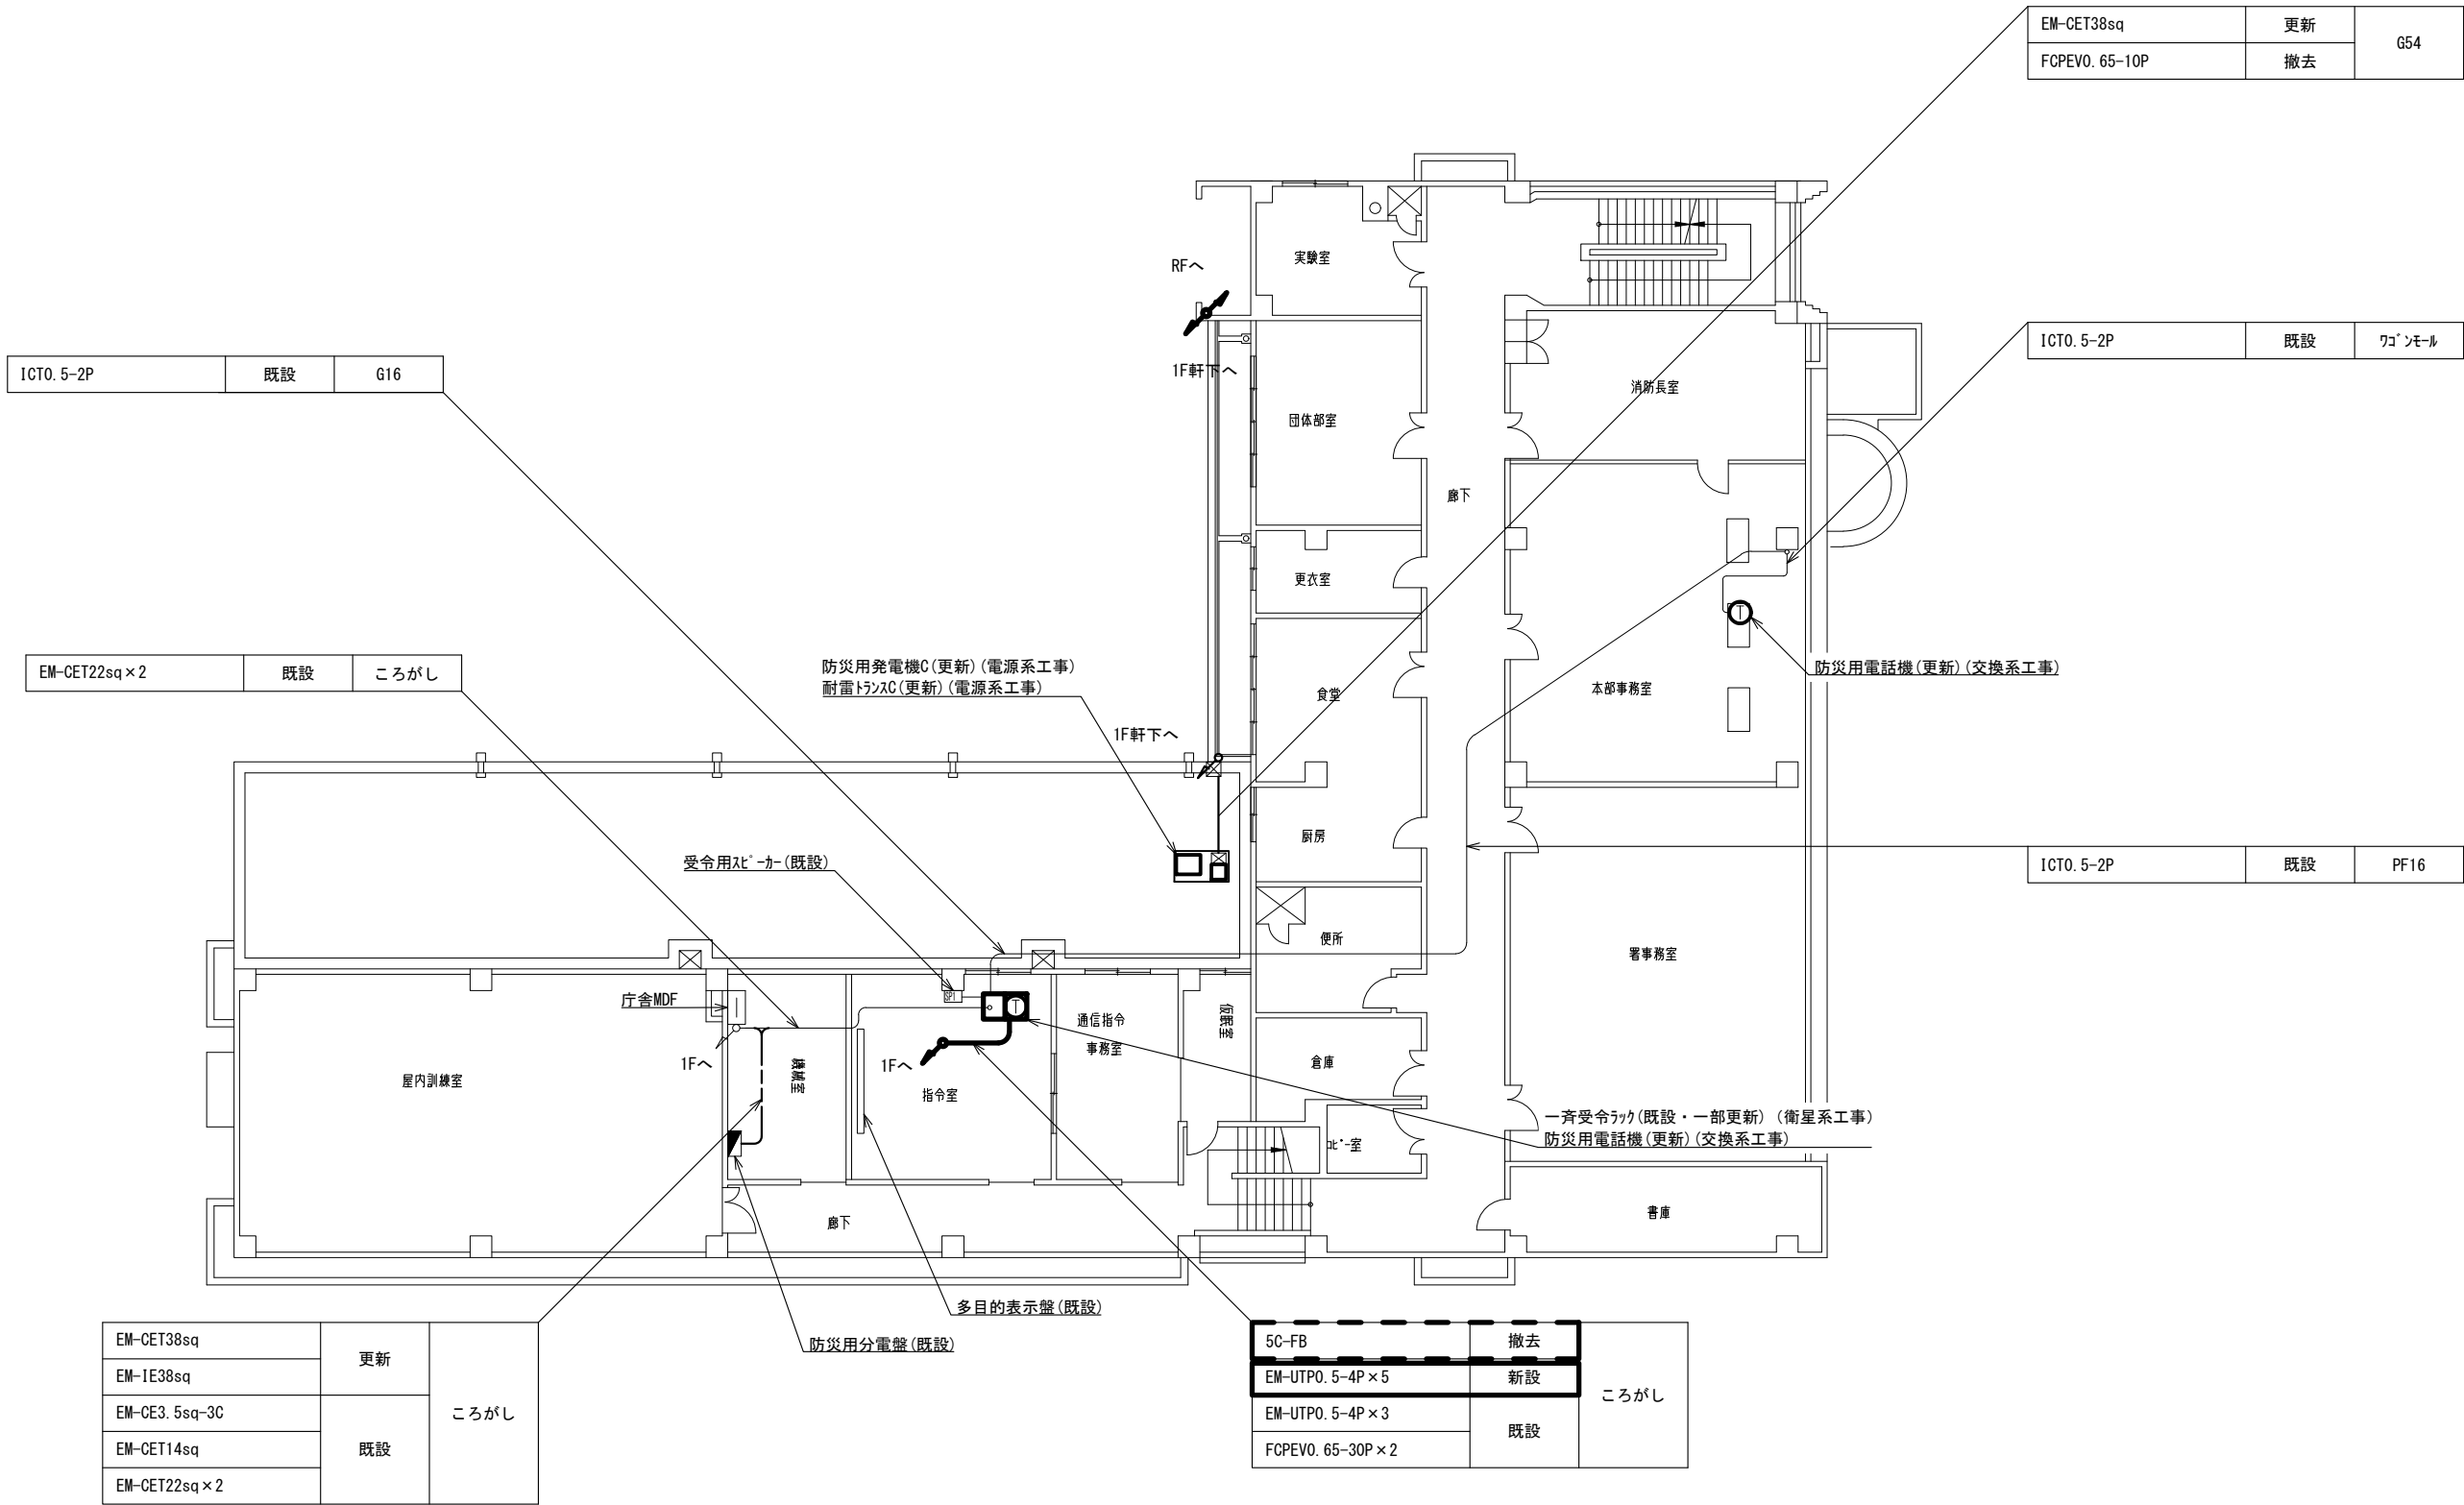 EM-CET38sq 更新 G54
FCPEV0.65-10P 撤去
実験室
RFへ
1F軒下へ
ICT0.5-2P 既設 ワゴンモール
ICT0.5-2P 既設 G16
消防長室
団体部室
廊下
更衣室
防災用電話機(更新)(交換系工事)
EM-CET22sq×2 既設 ころがし
防災用発電機C(更新)(電源系工事)
耐雷トランスC(更新)(電源系工事)
本部事務室
食堂
1F軒下へ
厨房
受令用スピーカー(既設)
ICT0.5-2P 既設 PF16
便所
署事務室
庁舎MDF
SP
T
T
通信指令
事務室
仮眠室
1Fへ
機械室
1Fへ
指令室
倉庫
屋内訓練室
一斉受令ラック(既設・一部更新)(衛星系工事)
防災用電話機(更新)(交換系工事)
コピー室
廊下
書庫
多目的表示盤(既設)
防災用分電盤(既設)
EM-CET38sq 更新 ころがし
EM-IE38sq
EM-CE3.5sq-3C 既設
EM-CET14sq
EM-CET22sq×2
5C-FB 撤去 ころがし
EM-UTP0.5-4P×5 新設
EM-UTP0.5-4P×3 既設
FCPEV0.65-30P×2